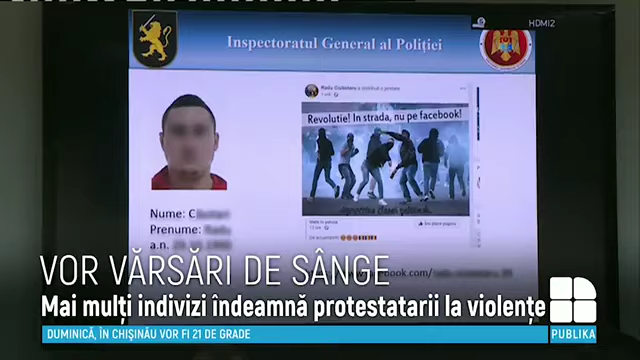 HDMI2
Inspectoratul General al Poliției
Revolutie! In strada, nu pe facebook!
Nume: C
Prenume:
a.n.
VOR VĂRSĂRI DE SÂNGE
Mai mulți indivizi îndeamnă protestatarii la violențe
DUMINICĂ, ÎN CHIȘINĂU VOR FI 21 DE GRADE
PUBLIKA